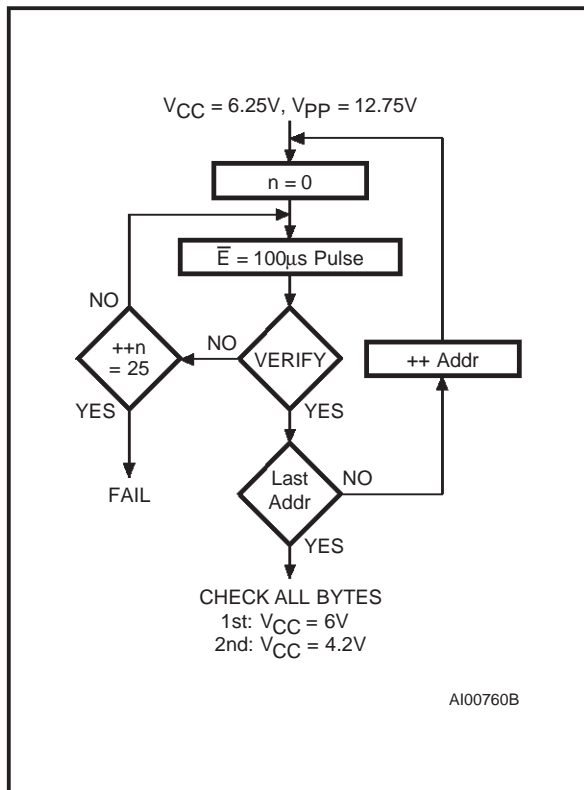 VCC = 6.25V, VPP = 12.75V
n = 0
E̅ = 100μs Pulse
NO
++n
= 25
NO
VERIFY
++ Addr
YES
YES
FAIL
Last
Addr
NO
YES
CHECK ALL BYTES
1st: VCC = 6V
2nd: VCC = 4.2V
AI00760B